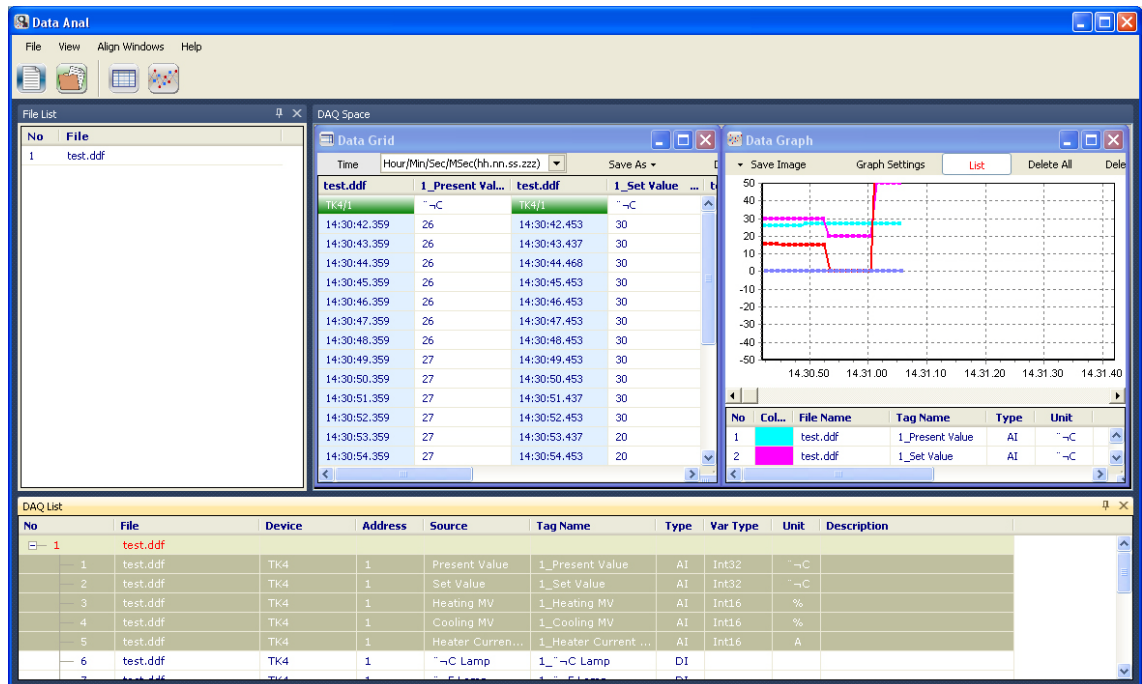 Data Anal
File View Align Windows Help
File List
No File
1 test.ddf
DAQ Space
Data Grid
Time Hour/Min/Sec/MSec(hh.nn.ss.zzz) Save As
test.ddf 1_Present Val... test.ddf 1_Set Value ...
TK4/1 ¨¬C TK4/1 ¨¬C
14:30:42.359 26 14:30:42.453 30
14:30:43.359 26 14:30:43.437 30
14:30:44.359 26 14:30:44.468 30
14:30:45.359 26 14:30:45.453 30
14:30:46.359 26 14:30:46.453 30
14:30:47.359 26 14:30:47.453 30
14:30:48.359 26 14:30:48.453 30
14:30:49.359 27 14:30:49.453 30
14:30:50.359 27 14:30:50.453 30
14:30:51.359 27 14:30:51.437 30
14:30:52.359 27 14:30:52.453 30
14:30:53.359 27 14:30:53.437 20
14:30:54.359 27 14:30:54.453 20
Data Graph
Save Image Graph Settings List Delete All Dele
50
40
30
20
10
0
-10
-20
-30
-40
-50
14.30.50 14.31.00 14.31.10 14.31.20 14.31.30 14.31.40
No Col... File Name Tag Name Type Unit
1 test.ddf 1_Present Value AI ¨¬C
2 test.ddf 1_Set Value AI ¨¬C
DAQ List
No File Device Address Source Tag Name Type Var Type Unit Description
1 test.ddf
1 test.ddf TK4 1 Present Value 1_Present Value AI Int32 ¨¬C
2 test.ddf TK4 1 Set Value 1_Set Value AI Int32 ¨¬C
3 test.ddf TK4 1 Heating MV 1_Heating MV AI Int16 %
4 test.ddf TK4 1 Cooling MV 1_Cooling MV AI Int16 %
5 test.ddf TK4 1 Heater Curren... 1_Heater Current ... AI Int16 A
6 test.ddf TK4 1 ¨¬C Lamp 1_¨¬C Lamp DI